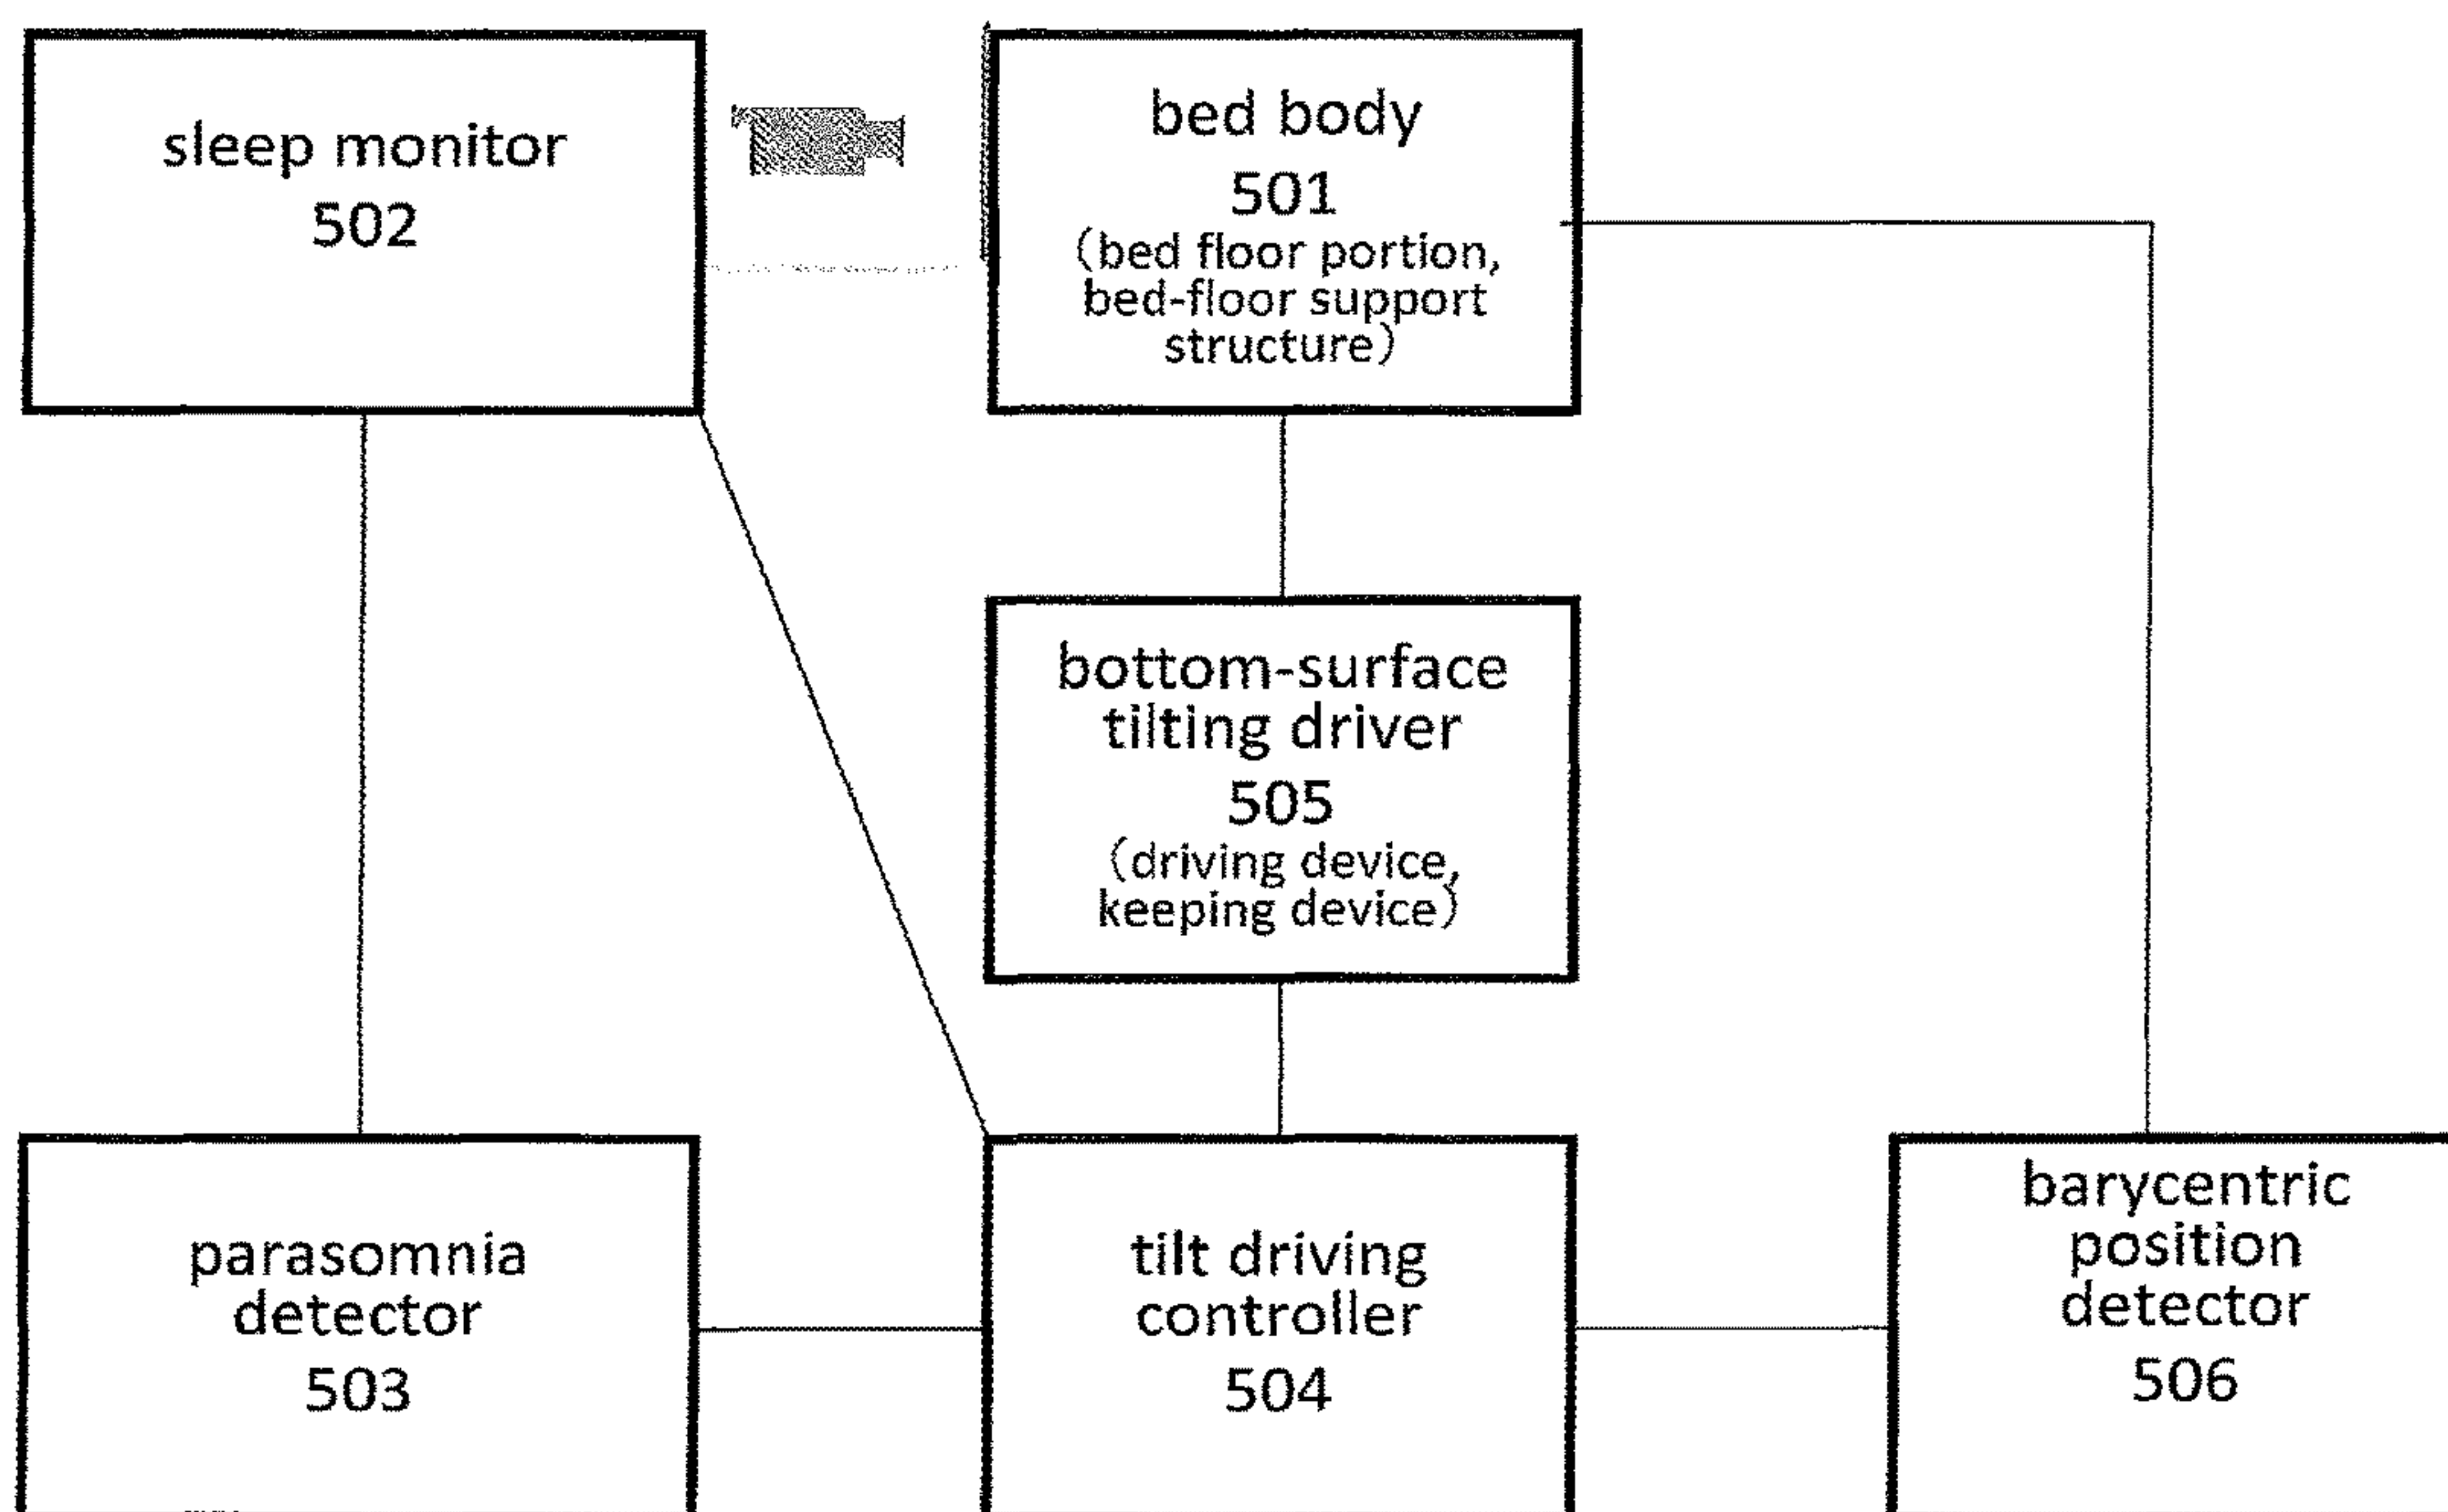 sleep monitor
502
bed body
501
(bed floor portion,
bed-floor support
structure)
bottom-surface
tilting driver
505
(driving device,
keeping device)
parasomnia
detector
503
tilt driving
controller
504
barycentric
position
detector
506